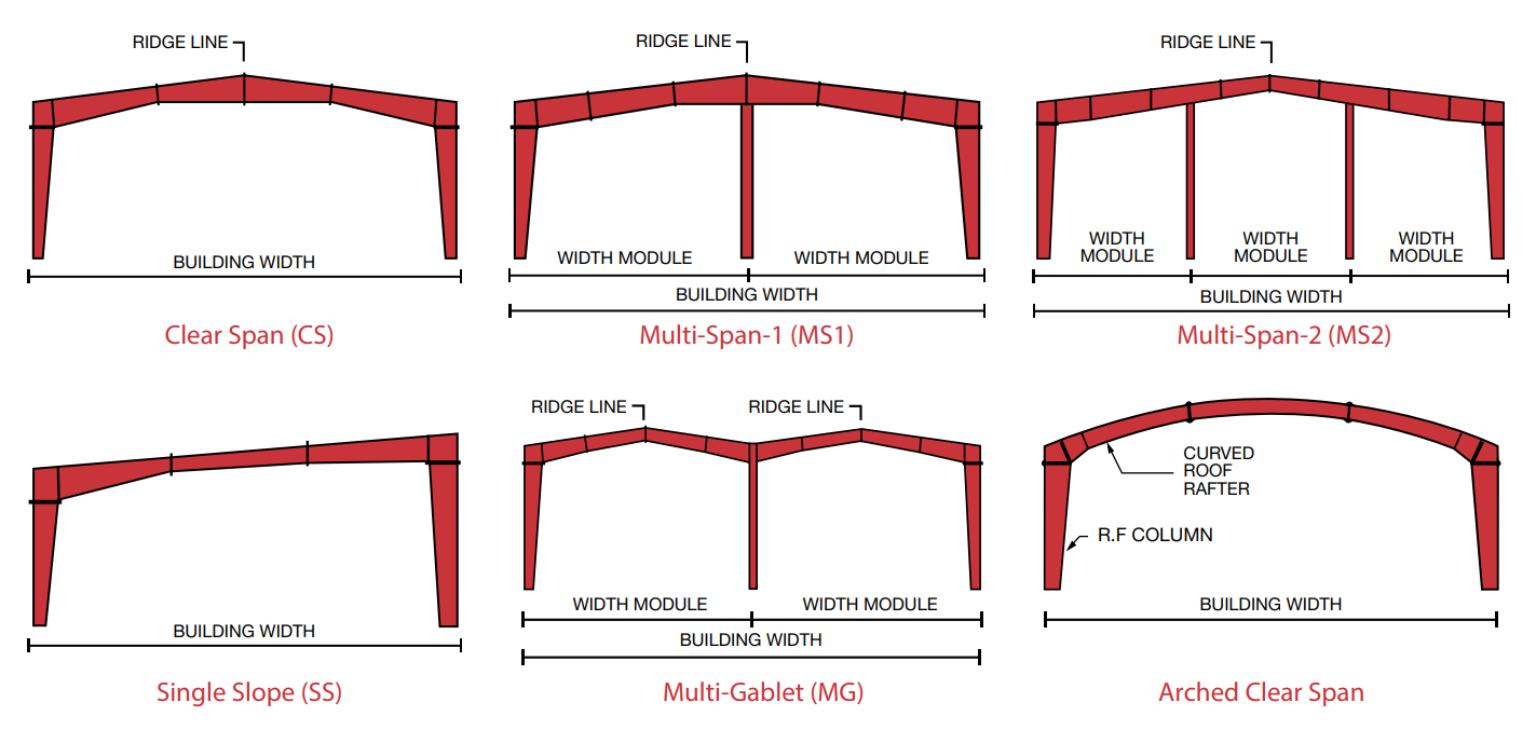 RIDGE LINE
BUILDING WIDTH
Clear Span (CS)
RIDGE LINE
WIDTH MODULE
WIDTH MODULE
BUILDING WIDTH
Multi-Span-1 (MS1)
RIDGE LINE
WIDTH
MODULE
WIDTH
MODULE
WIDTH
MODULE
BUILDING WIDTH
Multi-Span-2 (MS2)
BUILDING WIDTH
Single Slope (SS)
RIDGE LINE
RIDGE LINE
WIDTH MODULE
WIDTH MODULE
BUILDING WIDTH
Multi-Gablet (MG)
CURVED
ROOF
RAFTER
R.F COLUMN
BUILDING WIDTH
Arched Clear Span